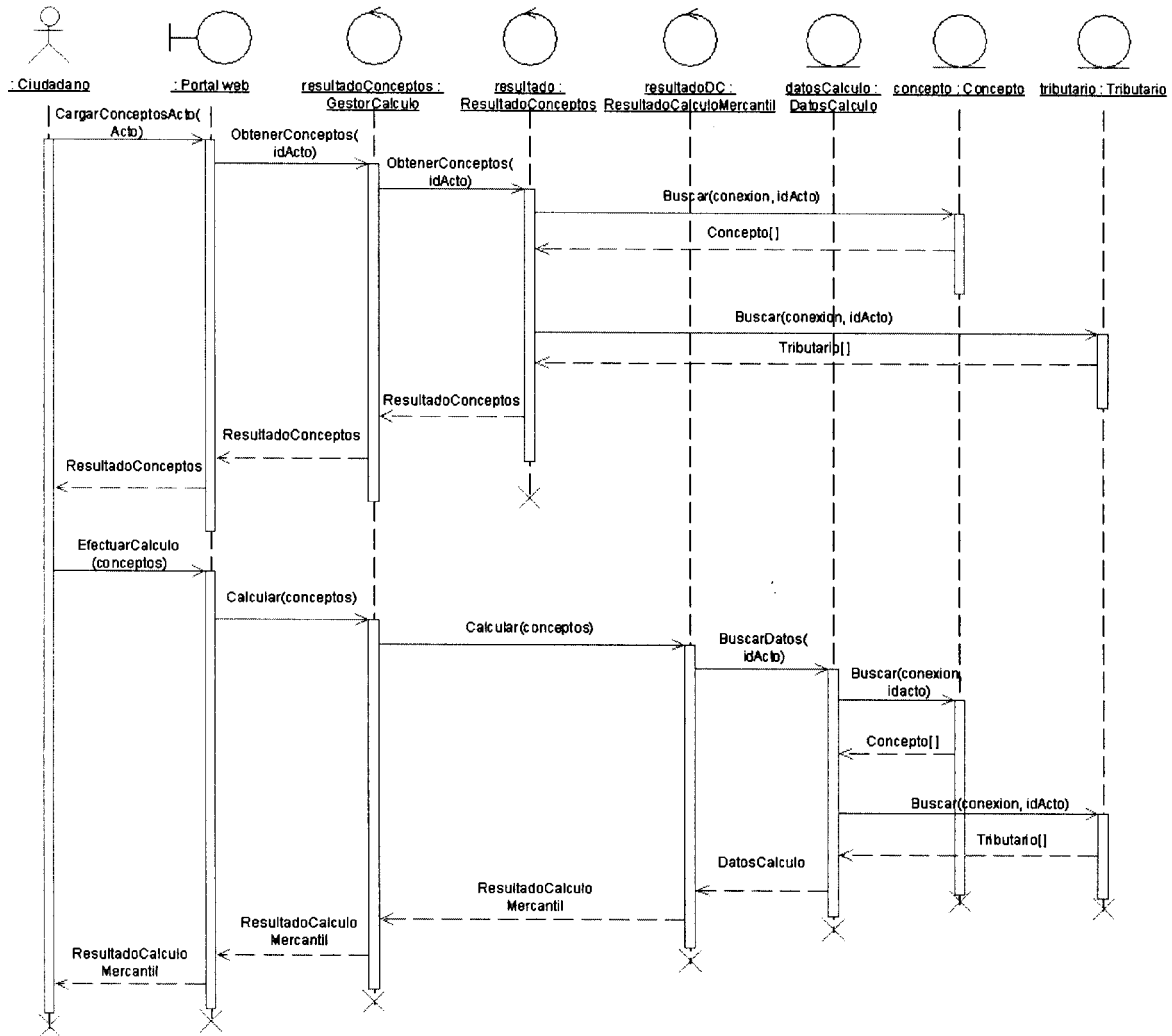 : Ciudadano
: Portal web
resultadoConceptos :
GestorCalculo
resultado :
ResultadoConceptos
resultadoDC :
ResultadoCalculoMercantil
datosCalculo :
DatosCalculo
concepto : Concepto
tributario : Tributario
CargarConceptosActo(
Acto)
ObtenerConceptos(
idActo)
ObtenerConceptos(
idActo)
Buscar(conexion, idActo)
Concepto[]
Buscar(conexion, idActo)
Tributario[]
ResultadoConceptos
ResultadoConceptos
ResultadoConceptos
EfectuarCalculo
(conceptos)
Calcular(conceptos)
Calcular(conceptos)
BuscarDatos(
idActo)
Buscar(conexion,
idacto)
Concepto[]
Buscar(conexion, idActo)
Tributario[]
DatosCalculo
ResultadoCalculo
Mercantil
ResultadoCalculo
Mercantil
ResultadoCalculo
Mercantil